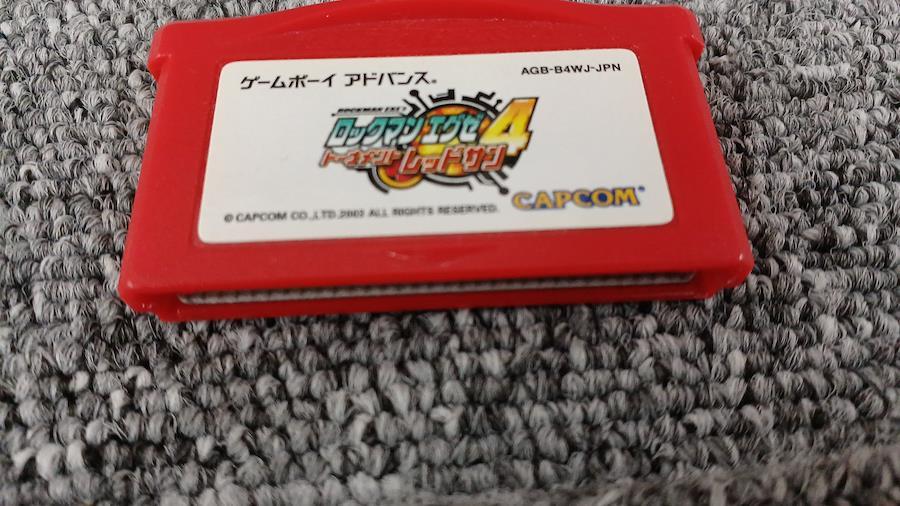 ゲームボーイ アドバンス®
AGB-B4WJ-JPN
ROCKMAN EXE 4
ロックマン エグゼ4
トーナメント レッドサン
© CAPCOM CO.,LTD.2003 ALL RIGHTS RESERVED.
CAPCOM®